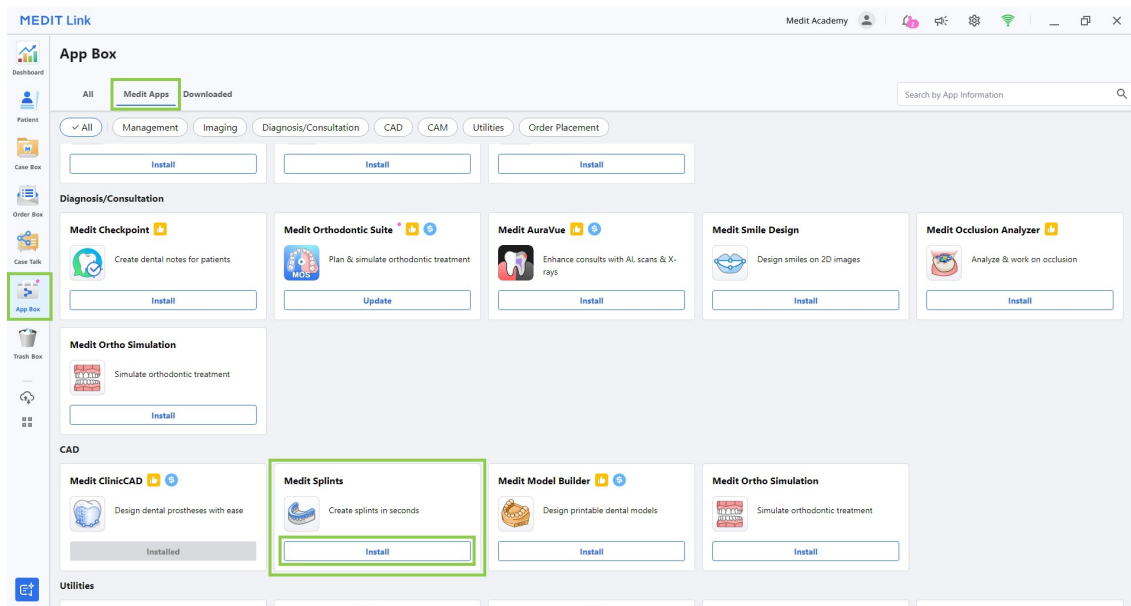 MEDIT Link
Medit Academy
2
App Box
Dashboard
Patient
Case Box
Order Box
Case Talk
App Box
Trash Box
All
Medit Apps
Downloaded
Search by App Information
All
Management
Imaging
Diagnosis/Consultation
CAD
CAM
Utilities
Order Placement
Install
Install
Install
Diagnosis/Consultation
Medit Checkpoint
Create dental notes for patients
Install
Medit Orthodontic Suite
MOS
Plan & simulate orthodontic treatment
Update
Medit AuraVue
Enhance consults with AI, scans & X-
rays
Install
Medit Smile Design
Design smiles on 2D images
Install
Medit Occlusion Analyzer
Analyze & work on occlusion
Install
Medit Ortho Simulation
Simulate orthodontic treatment
Install
CAD
Medit ClinicCAD
Design dental prostheses with ease
Installed
Medit Splints
Create splints in seconds
Install
Medit Model Builder
Design printable dental models
Install
Medit Ortho Simulation
Simulate orthodontic treatment
Install
Utilities